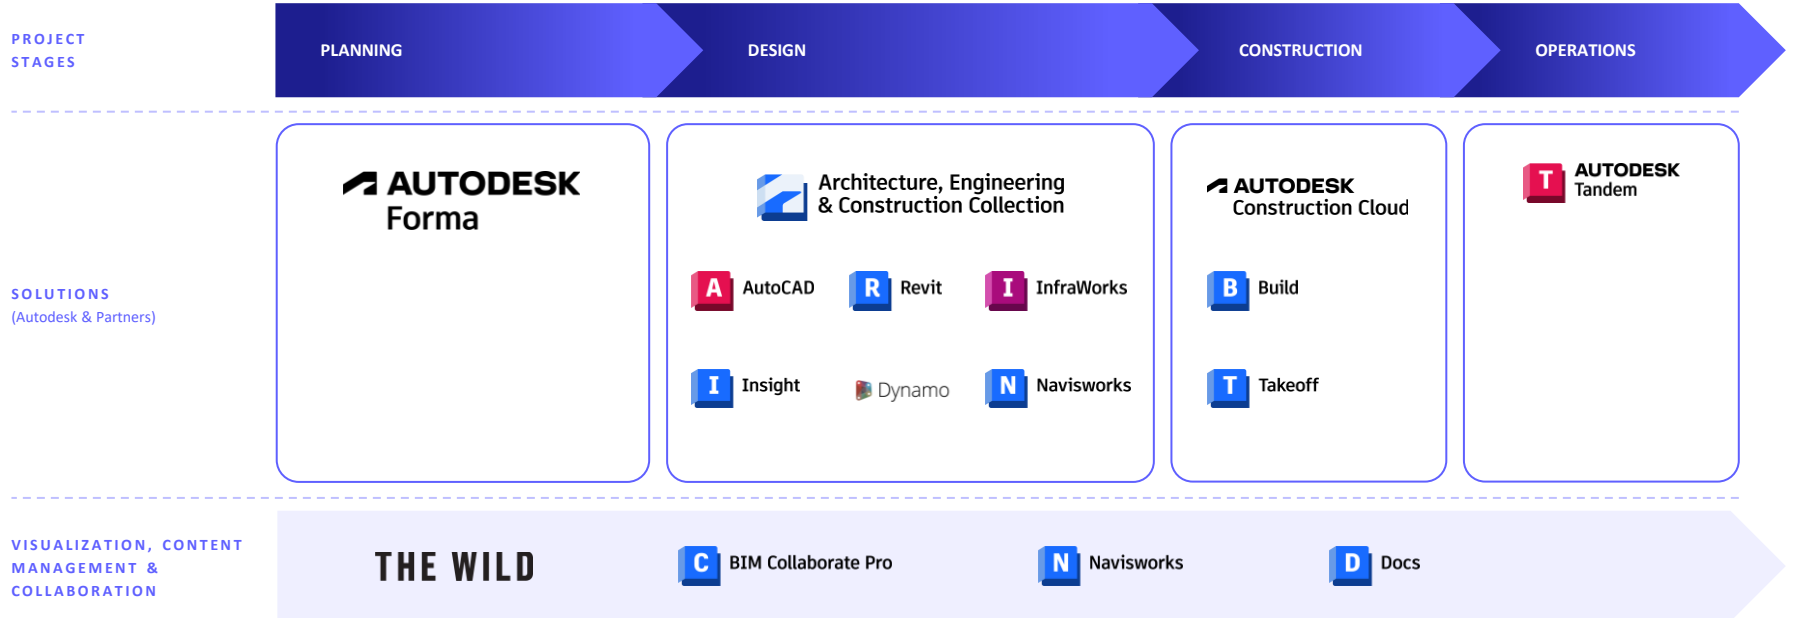 PROJECT
STAGES
PLANNING
DESIGN
CONSTRUCTION
OPERATIONS
SOLUTIONS
(Autodesk & Partners)
AUTODESK
Forma
Architecture, Engineering
& Construction Collection
A AutoCAD
R Revit
I InfraWorks
I Insight
Dynamo
N Navisworks
AUTODESK
Construction Cloud
B Build
T Takeoff
T AUTODESK
Tandem
VISUALIZATION, CONTENT
MANAGEMENT &
COLLABORATION
THE WILD
C BIM Collaborate Pro
N Navisworks
D Docs